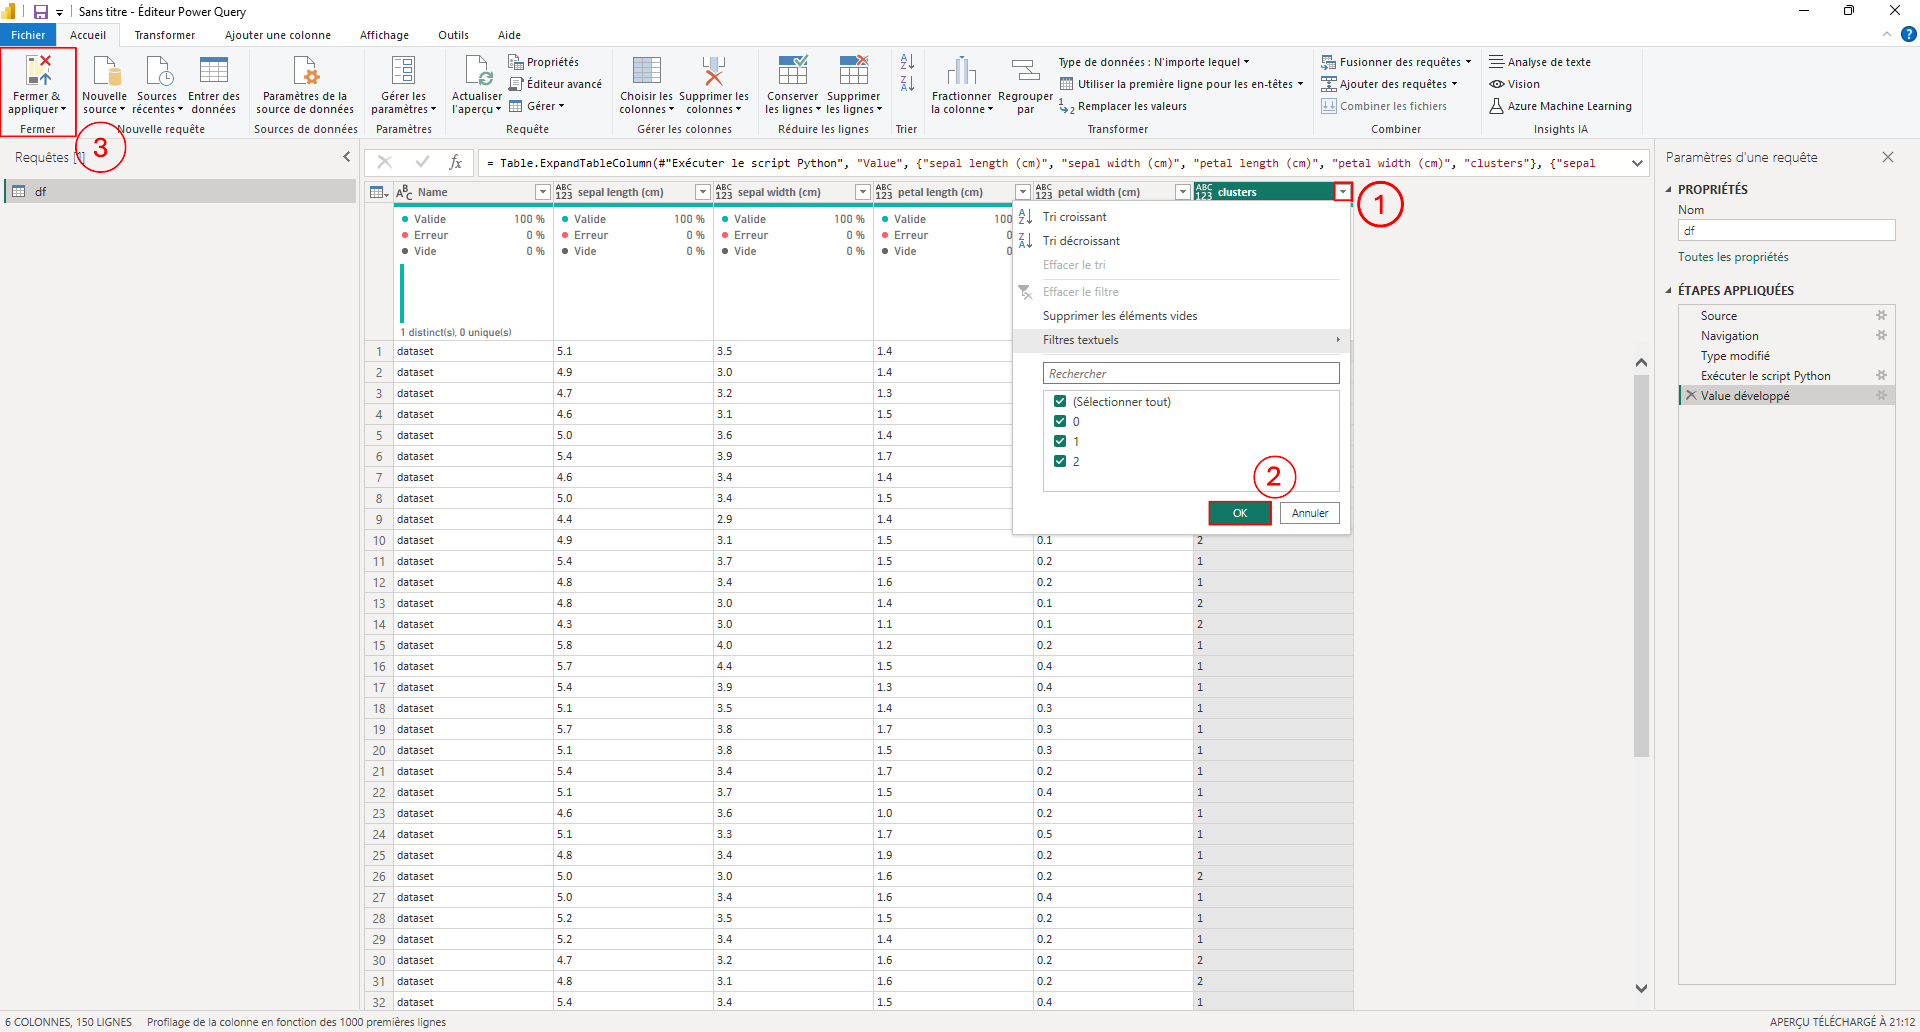 Sans titre - Éditeur Power Query
Fichier Accueil Transformer Ajouter une colonne Affichage Outils Aide
Fermer & appliquer
Nouvelle source
Sources récentes
Entrer des données
Paramètres de la source de données
Gérer les paramètres
Actualiser l'aperçu
Propriétés
Éditeur avancé
Gérer
Choisir les colonnes
Supprimer les colonnes
Conserver les lignes
Supprimer les lignes
Fractionner la colonne
Regrouper par
Type de données : N'importe lequel
Utiliser la première ligne pour les en-têtes
Remplacer les valeurs
Fusionner des requêtes
Ajouter des requêtes
Combiner les fichiers
Analyse de texte
Vision
Azure Machine Learning
Fermer Nouvelle requête Sources de données Paramètres Requête Gérer les colonnes Réduire les lignes Trier Transformer Combiner Insights IA
3
Requêtes [1]
df
= Table.ExpandTableColumn(#"Exécuter le script Python", "Value", {"sepal length (cm)", "sepal width (cm)", "petal length (cm)", "petal width (cm)", "clusters"}, {"sepal
Name sepal length (cm) sepal width (cm) petal length (cm) petal width (cm) clusters
1
Valide 100 % Valide 100 % Valide 100 % Valide 100
Erreur 0 % Erreur 0 % Erreur 0 % Erreur 0
Vide 0 % Vide 0 % Vide 0 % Vide 0
1 distinct(s), 0 unique(s)
Tri croissant
Tri décroissant
Effacer le tri
Effacer le filtre
Supprimer les éléments vides
Filtres textuels
Rechercher
(Sélectionner tout)
0
1
2
2
OK Annuler
1 dataset 5.1 3.5 1.4
2 dataset 4.9 3.0 1.4
3 dataset 4.7 3.2 1.3
4 dataset 4.6 3.1 1.5
5 dataset 5.0 3.6 1.4
6 dataset 5.4 3.9 1.7
7 dataset 4.6 3.4 1.4
8 dataset 5.0 3.4 1.5
9 dataset 4.4 2.9 1.4
10 dataset 4.9 3.1 1.5 0.1 2
11 dataset 5.4 3.7 1.5 0.2 1
12 dataset 4.8 3.4 1.6 0.2 1
13 dataset 4.8 3.0 1.4 0.1 2
14 dataset 4.3 3.0 1.1 0.1 2
15 dataset 5.8 4.0 1.2 0.2 1
16 dataset 5.7 4.4 1.5 0.4 1
17 dataset 5.4 3.9 1.3 0.4 1
18 dataset 5.1 3.5 1.4 0.3 1
19 dataset 5.7 3.8 1.7 0.3 1
20 dataset 5.1 3.8 1.5 0.3 1
21 dataset 5.4 3.4 1.7 0.2 1
22 dataset 5.1 3.7 1.5 0.4 1
23 dataset 4.6 3.6 1.0 0.2 1
24 dataset 5.1 3.3 1.7 0.5 1
25 dataset 4.8 3.4 1.9 0.2 1
26 dataset 5.0 3.0 1.6 0.2 2
27 dataset 5.0 3.4 1.6 0.4 1
28 dataset 5.2 3.5 1.5 0.2 1
29 dataset 5.2 3.4 1.4 0.2 1
30 dataset 4.7 3.2 1.6 0.2 2
31 dataset 4.8 3.1 1.6 0.2 2
32 dataset 5.4 3.4 1.5 0.4 1
Paramètres d'une requête
PROPRIÉTÉS
Nom
df
Toutes les propriétés
ÉTAPES APPLIQUÉES
Source
Navigation
Type modifié
Exécuter le script Python
Value développé
6 COLONNES, 150 LIGNES Profilage de la colonne en fonction des 1000 premières lignes APERÇU TÉLÉCHARGÉ À 21:12